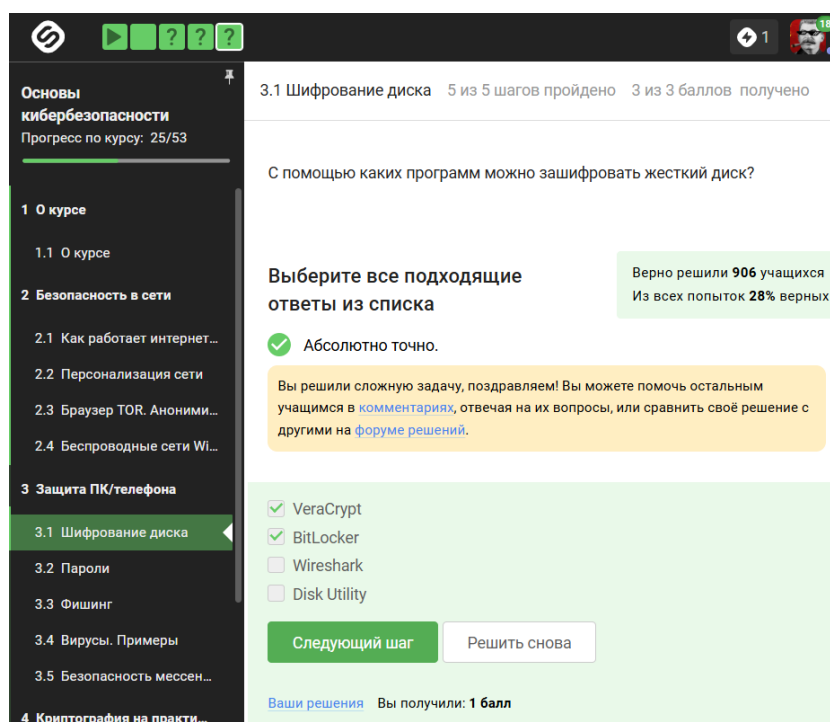 ? ? ?
1
18
Основы
кибербезопасности
Прогресс по курсу: 25/53
3.1 Шифрование диска 5 из 5 шагов пройдено 3 из 3 баллов получено
С помощью каких программ можно зашифровать жесткий диск?
1 О курсе
1.1 О курсе
2 Безопасность в сети
2.1 Как работает интернет...
2.2 Персонализация сети
2.3 Браузер TOR. Аноними...
2.4 Беспроводные сети Wi...
3 Защита ПК/телефона
3.1 Шифрование диска
3.2 Пароли
3.3 Фишинг
3.4 Вирусы. Примеры
3.5 Безопасность мессен...
4 Криптография на практи...
Выберите все подходящие
ответы из списка
Верно решили 906 учащихся
Из всех попыток 28% верных
Абсолютно точно.
Вы решили сложную задачу, поздравляем! Вы можете помочь остальным
учащимся в комментариях, отвечая на их вопросы, или сравнить своё решение с
другими на форуме решений.
VeraCrypt
BitLocker
Wireshark
Disk Utility
Следующий шаг
Решить снова
Ваши решения Вы получили: 1 балл